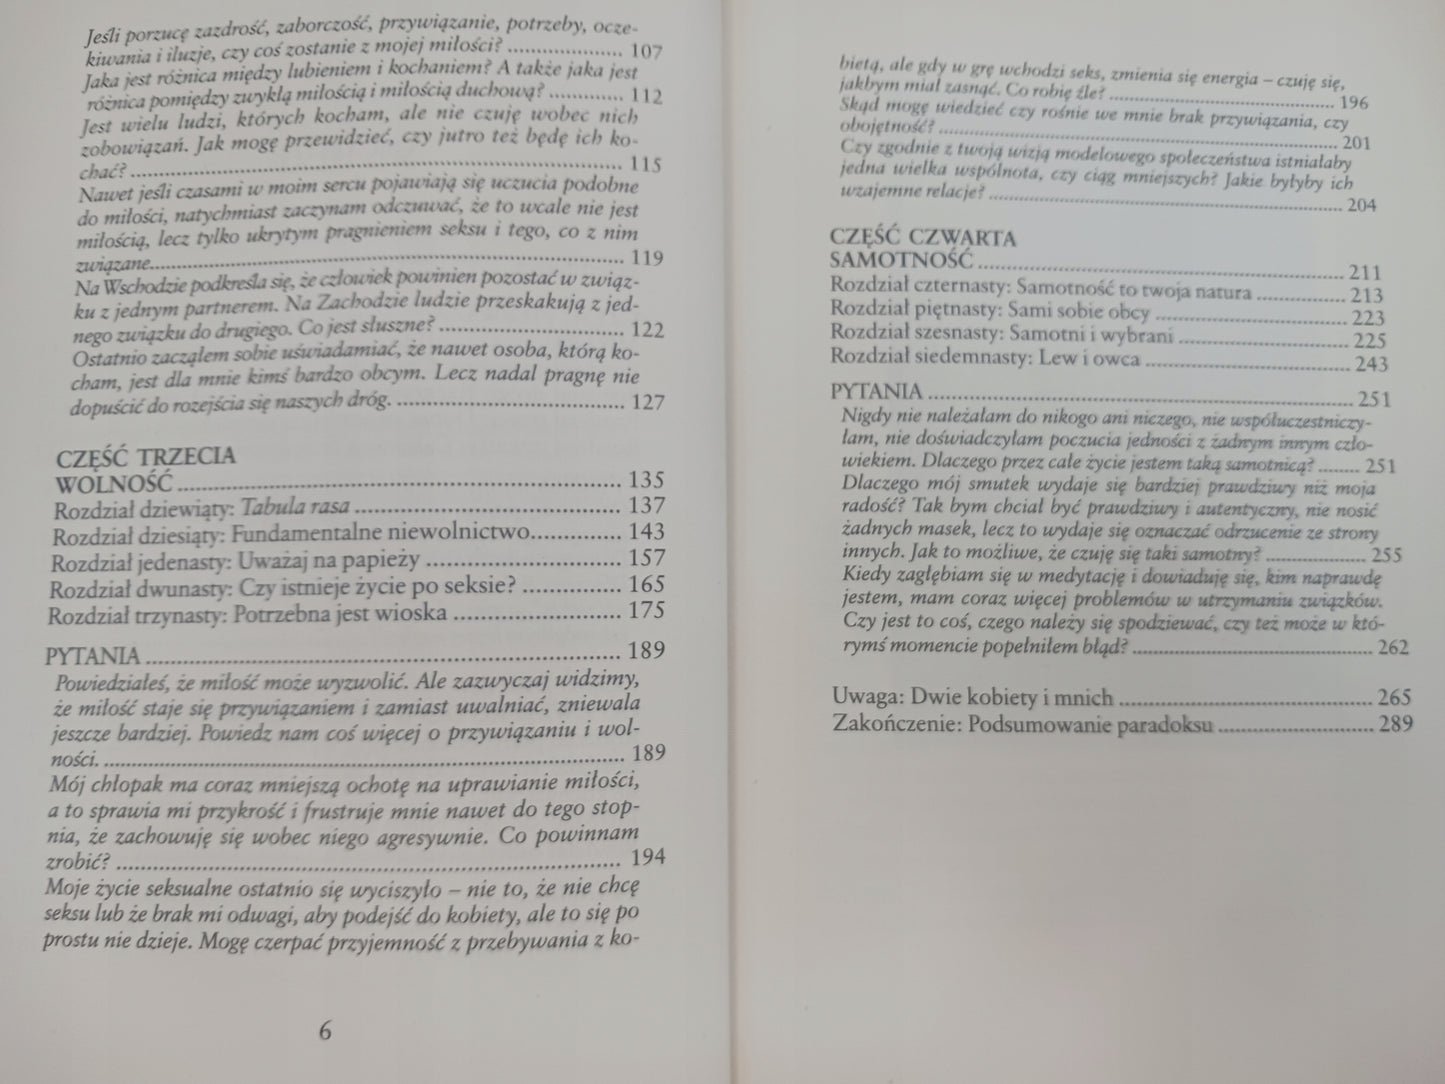 Jeśli porzucę zazdrość, zaborczość, przywiązanie, potrzeby, ocze-
kiwania i iluzje, czy coś zostanie z mojej miłości? ................... 107
Jaka jest różnica między lubieniem i kochaniem? A także jaka jest
różnica pomiędzy zwykłą miłością i miłością duchową? ............. 112
Jest wielu ludzi, których kocham, ale nie czuję wobec nich
zobowiązań. Jak mogę przewidzieć, czy jutro też będę ich ko-
chać? ........................................................................................ 115
Nawet jeśli czasami w moim sercu pojawiają się uczucia podobne
do miłości, natychmiast zaczynam odczuwać, że to wcale nie jest
miłością, lecz tylko ukrytym pragnieniem seksu i tego, co z nim
związane..................................................................................... 119
Na Wschodzie podkreśla się, że człowiek powinien pozostać w związ-
ku z jednym partnerem. Na Zachodzie ludzie przeskakują z jed-
nego związku do drugiego. Co jest słuszne? ............................... 122
Ostatnio zacząłem sobie uświadamiać, że nawet osoba, którą ko-
cham, jest dla mnie kimś bardzo obcym. Lecz nadal pragnę nie
dopuścić do rozejścia się naszych dróg. ...................................... 127
CZĘŚĆ TRZECIA
WOLNOŚĆ .......................................................................... 135
Rozdział dziewiąty: Tabula rasa ............................................ 137
Rozdział dziesiąty: Fundamentalne niewolnictwo............... 143
Rozdział jedenasty: Uważaj na papieży ................................ 157
Rozdział dwunasty: Czy istnieje życie po seksie? ................ 165
Rozdział trzynasty: Potrzebna jest wioska ............................ 175
PYTANIA ............................................................................... 189
Powiedziałeś, że miłość może wyzwolić. Ale zazwyczaj widzimy,
że miłość staje się przywiązaniem i zamiast uwalniać, zniewala
jeszcze bardziej. Powiedz nam coś więcej o przywiązaniu i wol-
ności. ....................................................................................... 189
Mój chłopak ma coraz mniejszą ochotę na uprawianie miłości,
a to sprawia mi przykrość i frustruje mnie nawet do tego stop-
nia, że zachowuję się wobec niego agresywnie. Co powinnam
zrobić? ..................................................................................... 194
Moje życie seksualne ostatnio się wyciszyło – nie to, że nie chcę
seksu lub że brak mi odwagi, aby podejść do kobiety, ale to się po
prostu nie dzieje. Mogę czerpać przyjemność z przebywania z ko-
6
bietą, ale gdy w grę wchodzi seks, zmienia się energia – czuję się,
jakbym miał zasnąć. Co robię źle? ...................................... 196
Skąd mogę wiedzieć czy rośnie we mnie brak przywiązania, czy
obojętność? .................................................................... 201
Czy zgodnie z twoją wizją modelowego społeczeństwa istniałaby
jedna wielka wspólnota, czy ciąg mniejszych? Jakie byłyby ich
wzajemne relacje? ............................................................ 204
CZĘŚĆ CZWARTA
SAMOTNOŚĆ ............................................................. 211
Rozdział czternasty: Samotność to twoja natura ............... 213
Rozdział piętnasty: Sami sobie obcy ................................ 223
Rozdział szesnasty: Samotni i wybrani ............................. 225
Rozdział siedemnasty: Lew i owca ................................... 243
PYTANIA ....................................................................... 251
Nigdy nie należałam do nikogo ani niczego, nie współuczestniczy-
łam, nie doświadczyłam poczucia jedności z żadnym innym czło-
wiekiem. Dlaczego przez całe życie jestem taką samotnicą? ........ 251
Dlaczego mój smutek wydaje się bardziej prawdziwy niż moja
radość? Tak bym chciał być prawdziwy i autentyczny, nie nosić
żadnych masek, lecz to wydaje się oznaczać odrzucenie ze strony
innych. Jak to możliwe, że czuję się taki samotny? .................. 255
Kiedy zagłębiam się w medytację i dowiaduję się, kim naprawdę
jestem, mam coraz więcej problemów w utrzymaniu związków.
Czy jest to coś, czego należy się spodziewać, czy też może w któ-
rymś momencie popełniłem błąd? ........................................ 262
Uwaga: Dwie kobiety i mnich .......................................... 265
Zakończenie: Podsumowanie paradoksu .......................... 289